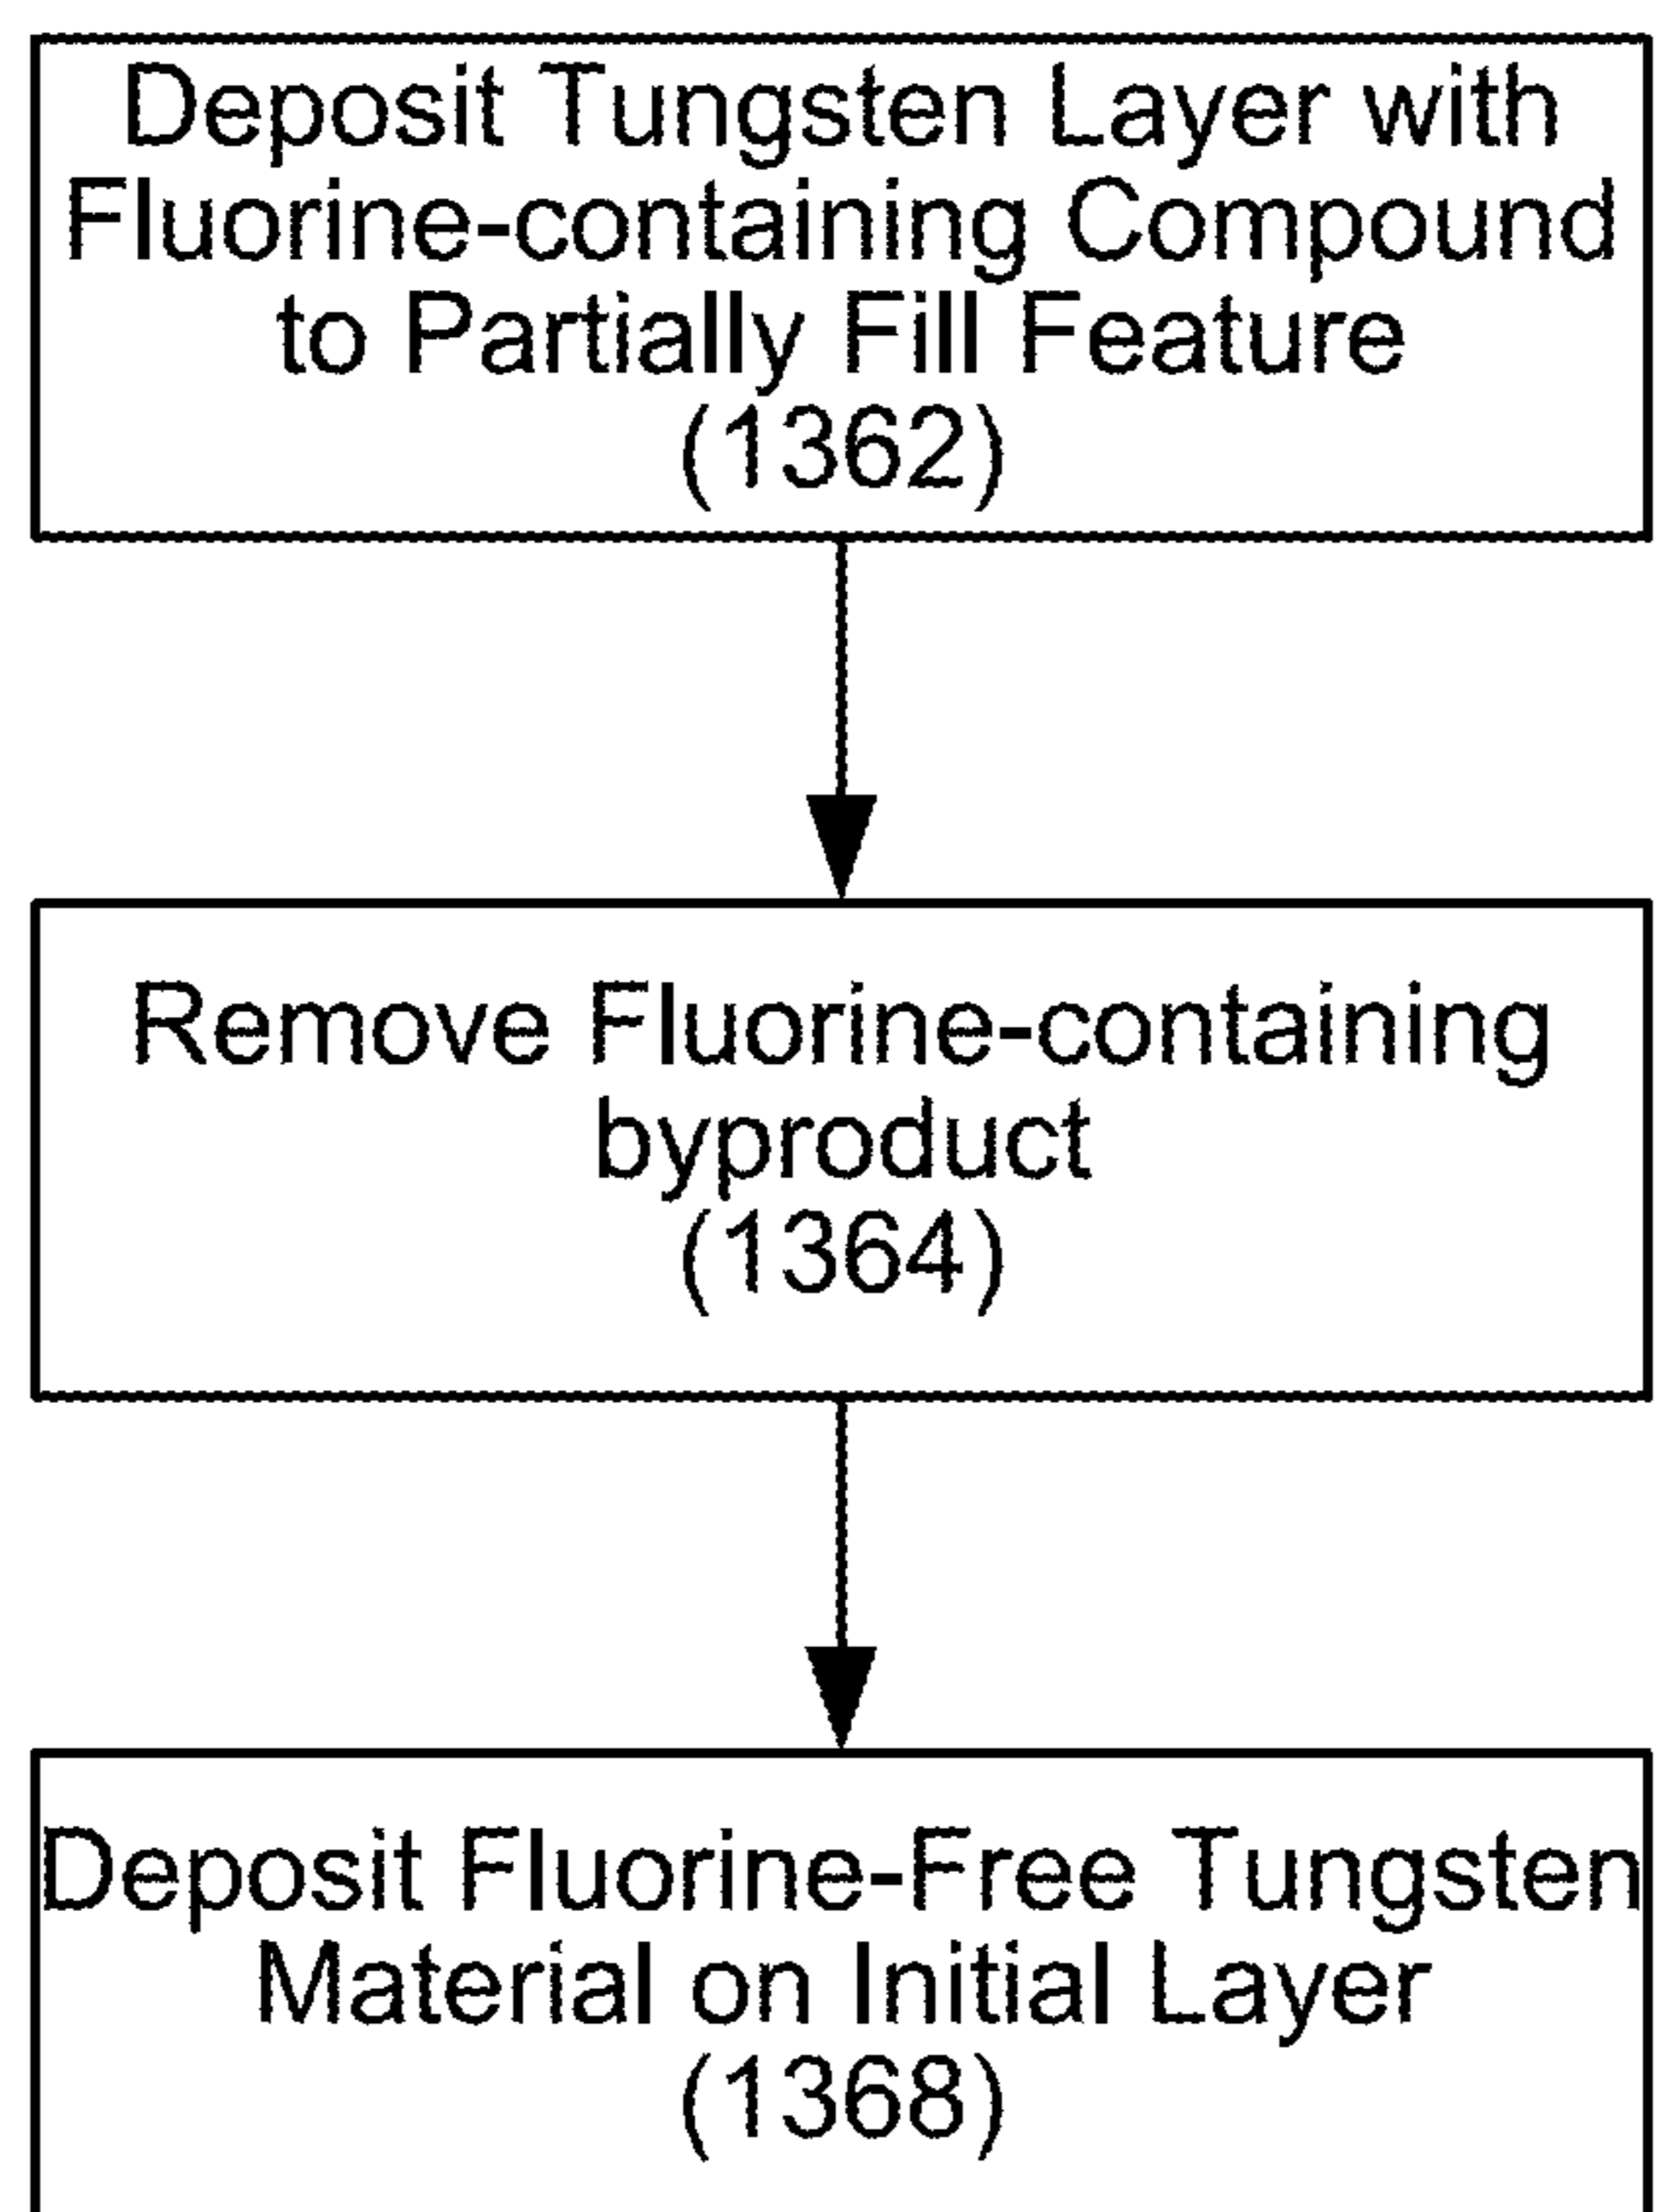 Deposit Tungsten Layer with
Fluorine-containing Compound
to Partially Fill Feature
(1362)
Remove Fluorine-containing
byproduct
(1364)
Deposit Fluorine-Free Tungsten
Material on Initial Layer
(1368)